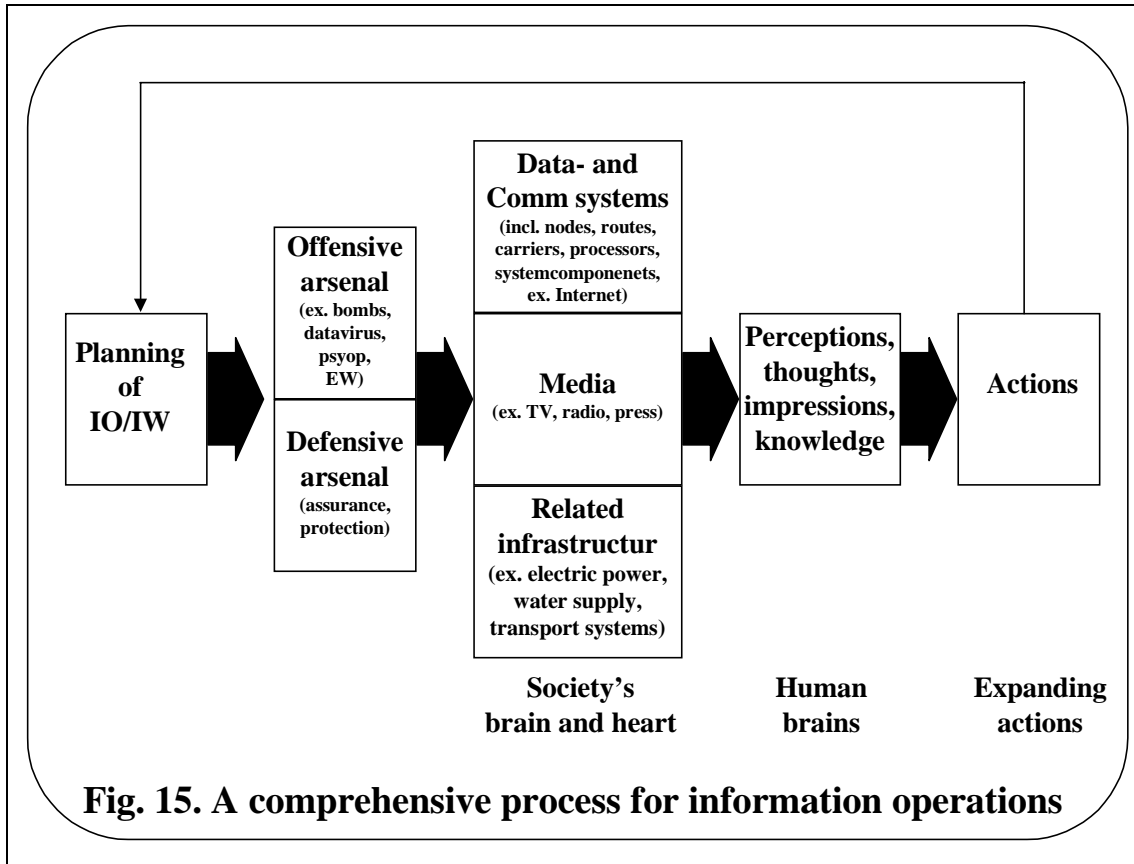 Planning
of
IO/IW
Offensive
arsenal
(ex. bombs,
datavirus,
psyop,
EW)
Defensive
arsenal
(assurance,
protection)
Data- and
Comm systems
(incl. nodes, routes,
carriers, processors,
systemcomponenets,
ex. Internet)
Media
(ex. TV, radio, press)
Related
infrastructur
(ex. electric power,
water supply,
transport systems)
Perceptions,
thoughts,
impressions,
knowledge
Actions
Society's
brain and heart
Human
brains
Expanding
actions
Fig. 15. A comprehensive process for information operations